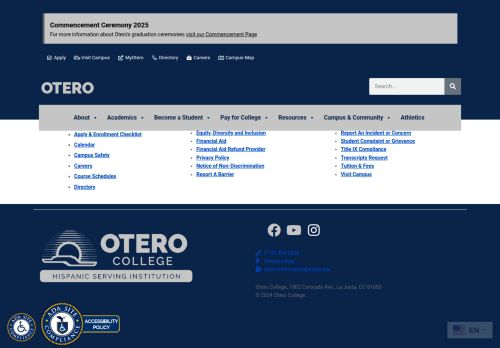 Commencement Ceremony 2025
For more information about Otero's graduation ceremonies visit our Commencement Page
Apply
Visit Campus
MyOtero
Directory
Careers
Campus Map
OTERO
Search...
About
Academics
Become a Student
Pay for College
Resources
Campus & Community
Athletics
Apply & Enrollment Checklist
Calendar
Campus Safety
Careers
Course Schedules
Directory
Equity, Diversity and Inclusion
Financial Aid
Financial Aid Refund Provider
Privacy Policy
Notice of Non-Discrimination
Report A Barrier
Report An Incident or Concern
Student Complaint or Grievance
Title IX Compliance
Transcripts Request
Tuition & Fees
Visit Campus
OTERO
COLLEGE
HISPANIC SERVING INSTITUTION
Campus Map
Otero College, 1802 Colorado Ave., La Junta, CO 81050
© 2024 Otero College
ADA SITE COMPLIANCE
ADA SITE COMPLIANCE
ACCESSIBILITY
POLICY
EN